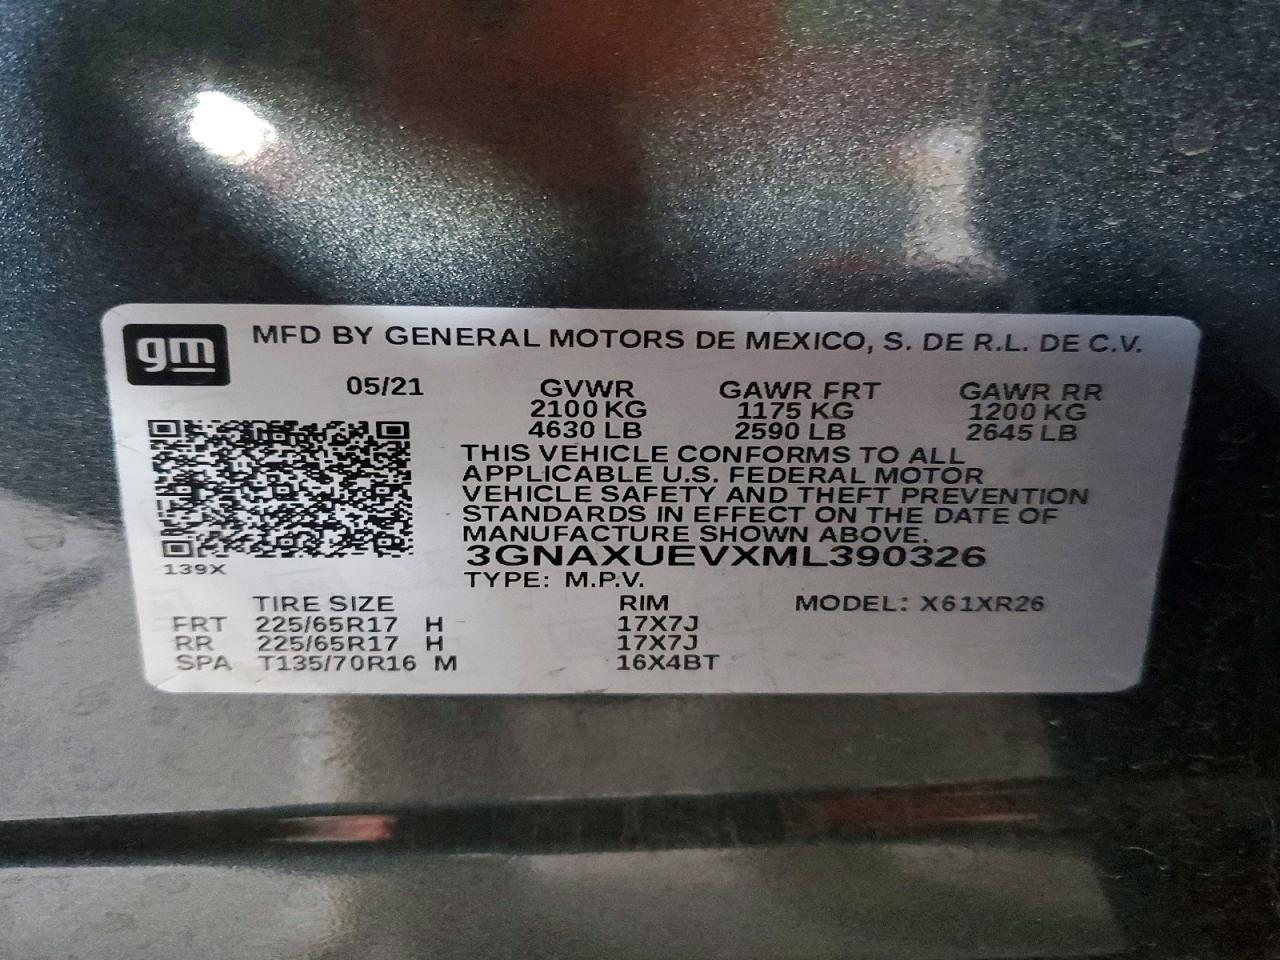 gm MFD BY GENERAL MOTORS DE MEXICO, S. DE R.L. DE C.V.
05/21 GVWR GAWR FRT GAWR RR
2100 KG 1175 KG 1200 KG
4630 LB 2590 LB 2645 LB
THIS VEHICLE CONFORMS TO ALL
APPLICABLE U.S. FEDERAL MOTOR
VEHICLE SAFETY AND THEFT PREVENTION
STANDARDS IN EFFECT ON THE DATE OF
MANUFACTURE SHOWN ABOVE.
3GNAXUEVXML390326
139X
TYPE: M.P.V.
TIRE SIZE RIM MODEL: X61XR26
FRT 225/65R17 H 17X7J
RR 225/65R17 H 17X7J
SPA T135/70R16 M 16X4BT